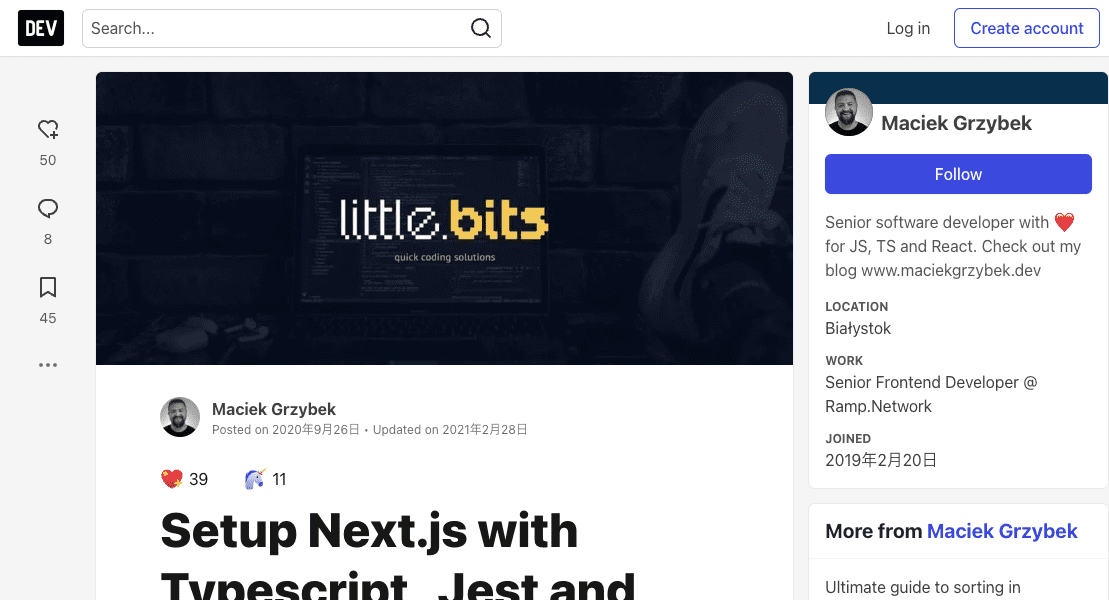 DEV
Search...
Log in
Create account
50
8
45
little.bits
quick coding solutions
Maciek Grzybek
Posted on 2020年9月26日 • Updated on 2021年2月28日
39 11
Setup Next.js with
Typescript, Jest and
Maciek Grzybek
Follow
Senior software developer with ❤️
for JS, TS and React. Check out my
blog www.maciekgrzybek.dev
LOCATION
Białystok
WORK
Senior Frontend Developer @
Ramp.Network
JOINED
2019年2月20日
More from Maciek Grzybek
Ultimate guide to sorting in